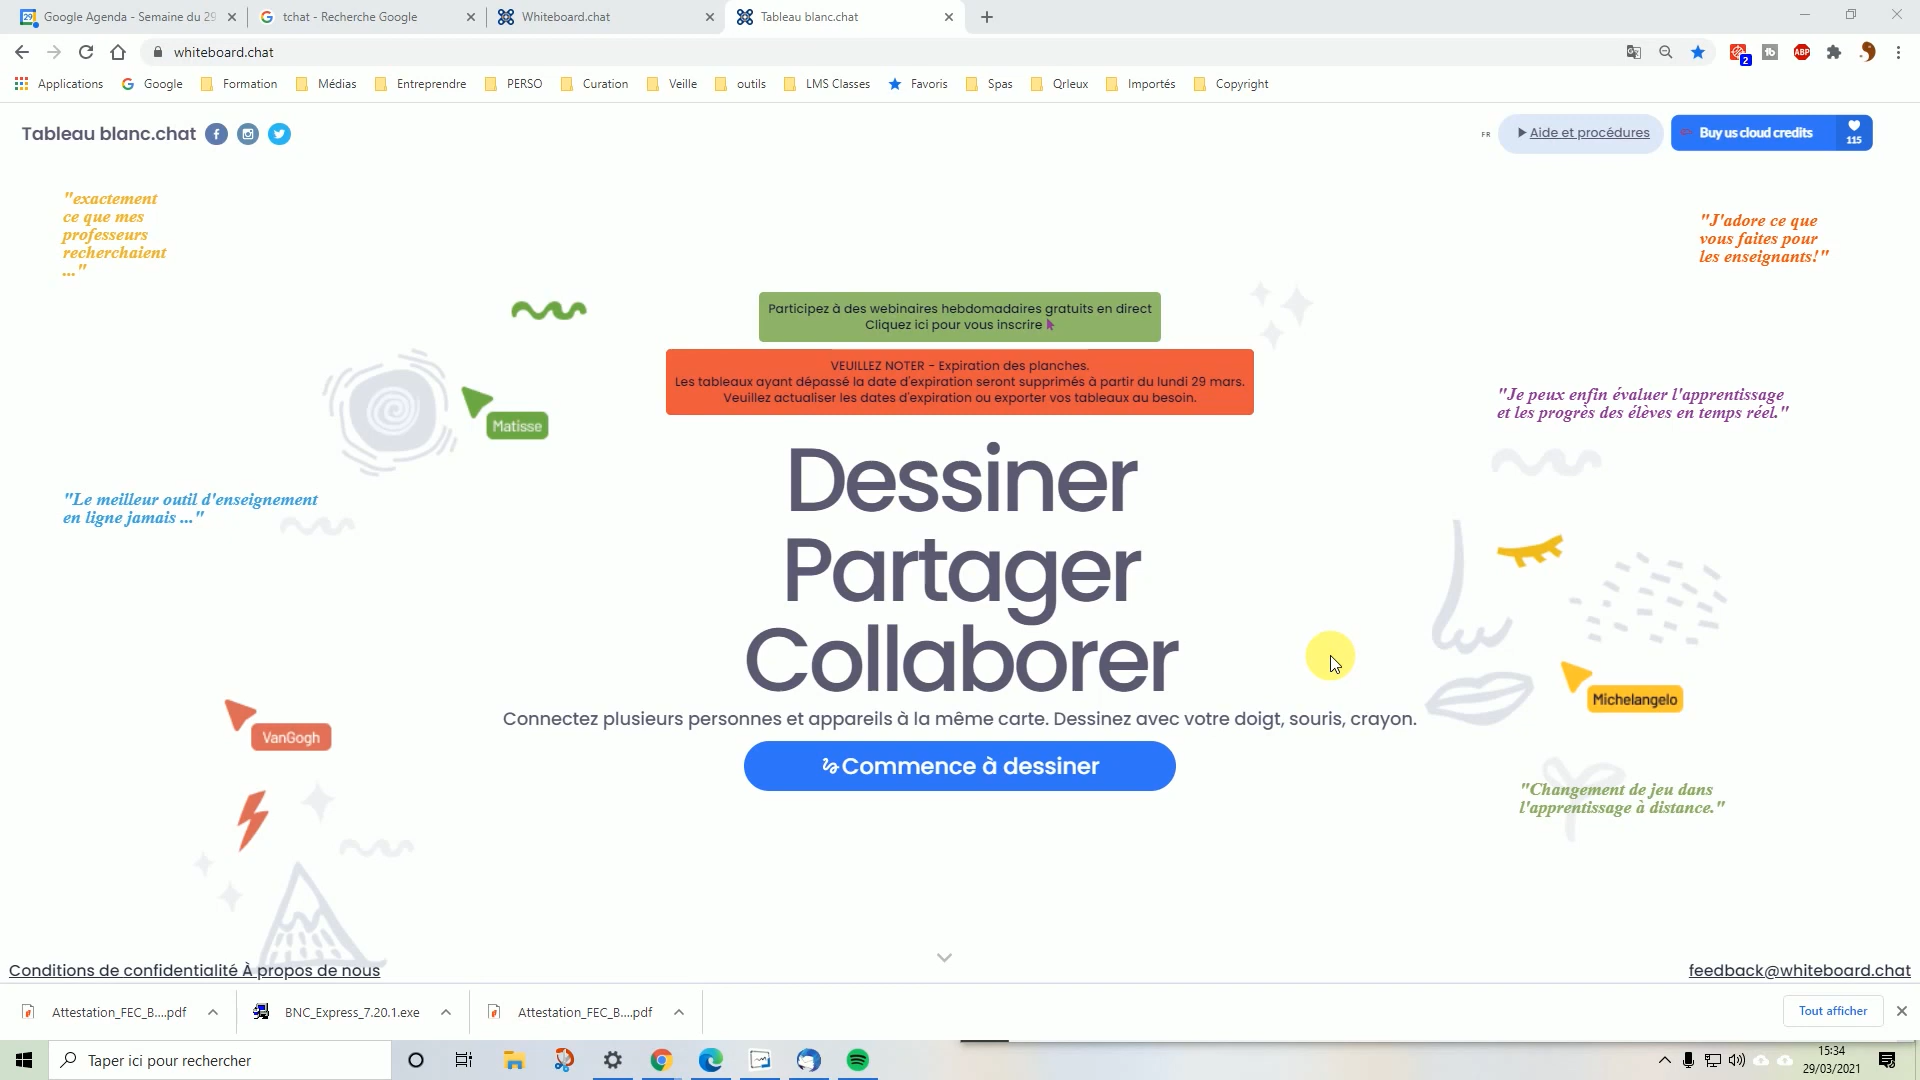 Google Agenda - Semaine du 29
tchat - Recherche Google
Whiteboard.chat
Tableau blanc.chat
whiteboard.chat
2
ABP
Applications
Google
Formation
Médias
Entreprendre
PERSO
Curation
Veille
outils
LMS Classes
Favoris
Spas
Qrleux
Importés
Copyright
Tableau blanc.chat
FR
Aide et procédures
Buy us cloud credits
115
"exactement
ce que mes
professeurs
recherchaient
..."
"J'adore ce que
vous faites pour
les enseignants!"
Participez à des webinaires hebdomadaires gratuits en direct
Cliquez ici pour vous inscrire
VEUILLEZ NOTER - Expiration des planches.
Les tableaux ayant dépassé la date d'expiration seront supprimés à partir du lundi 29 mars.
Veuillez actualiser les dates d'expiration ou exporter vos tableaux au besoin.
Matisse
"Je peux enfin évaluer l'apprentissage
et les progrès des élèves en temps réel."
Dessiner
Partager
Collaborer
"Le meilleur outil d'enseignement
en ligne jamais ..."
Michelangelo
VanGogh
Connectez plusieurs personnes et appareils à la même carte. Dessinez avec votre doigt, souris, crayon.
Commence à dessiner
"Changement de jeu dans
l'apprentissage à distance."
Conditions de confidentialité À propos de nous
feedback@whiteboard.chat
Attestation_FEC_B....pdf
BNC_Express_7.20.1.exe
Attestation_FEC_B....pdf
Tout afficher
Taper ici pour rechercher
15:34
29/03/2021